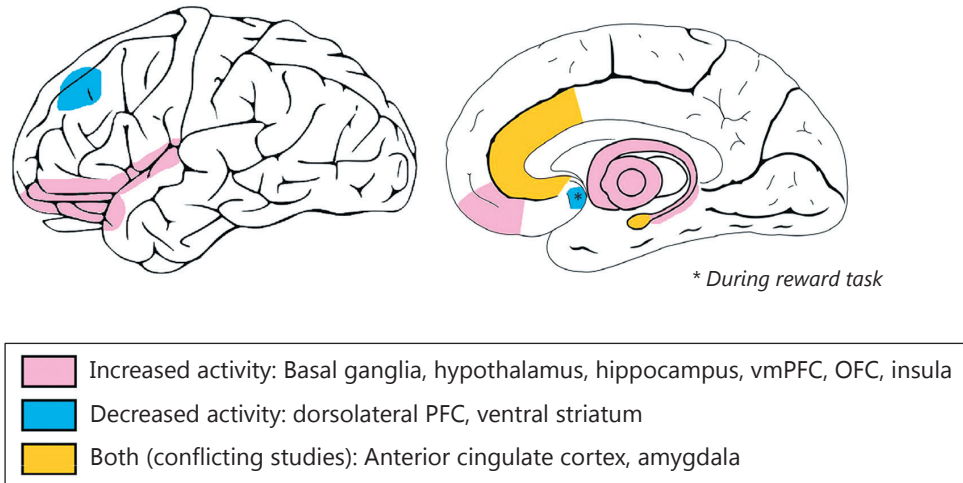 *
* During reward task
Increased activity: Basal ganglia, hypothalamus, hippocampus, vmPFC, OFC, insula
Decreased activity: dorsolateral PFC, ventral striatum
Both (conflicting studies): Anterior cingulate cortex, amygdala